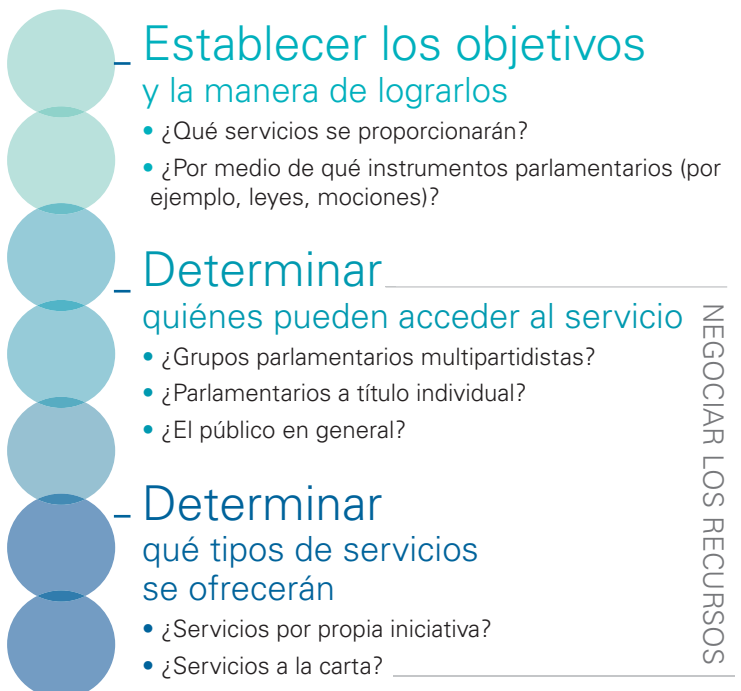 Establecer los objetivos
y la manera de lograrlos
• ¿Qué servicios se proporcionarán?
• ¿Por medio de qué instrumentos parlamentarios (por
ejemplo, leyes, mociones)?
Determinar
quiénes pueden acceder al servicio
• ¿Grupos parlamentarios multipartidistas?
• ¿Parlamentarios a título individual?
• ¿El público en general?
Determinar
qué tipos de servicios
se ofrecerán
• ¿Servicios por propia iniciativa?
• ¿Servicios a la carta?
NEGOCIAR LOS RECURSOS